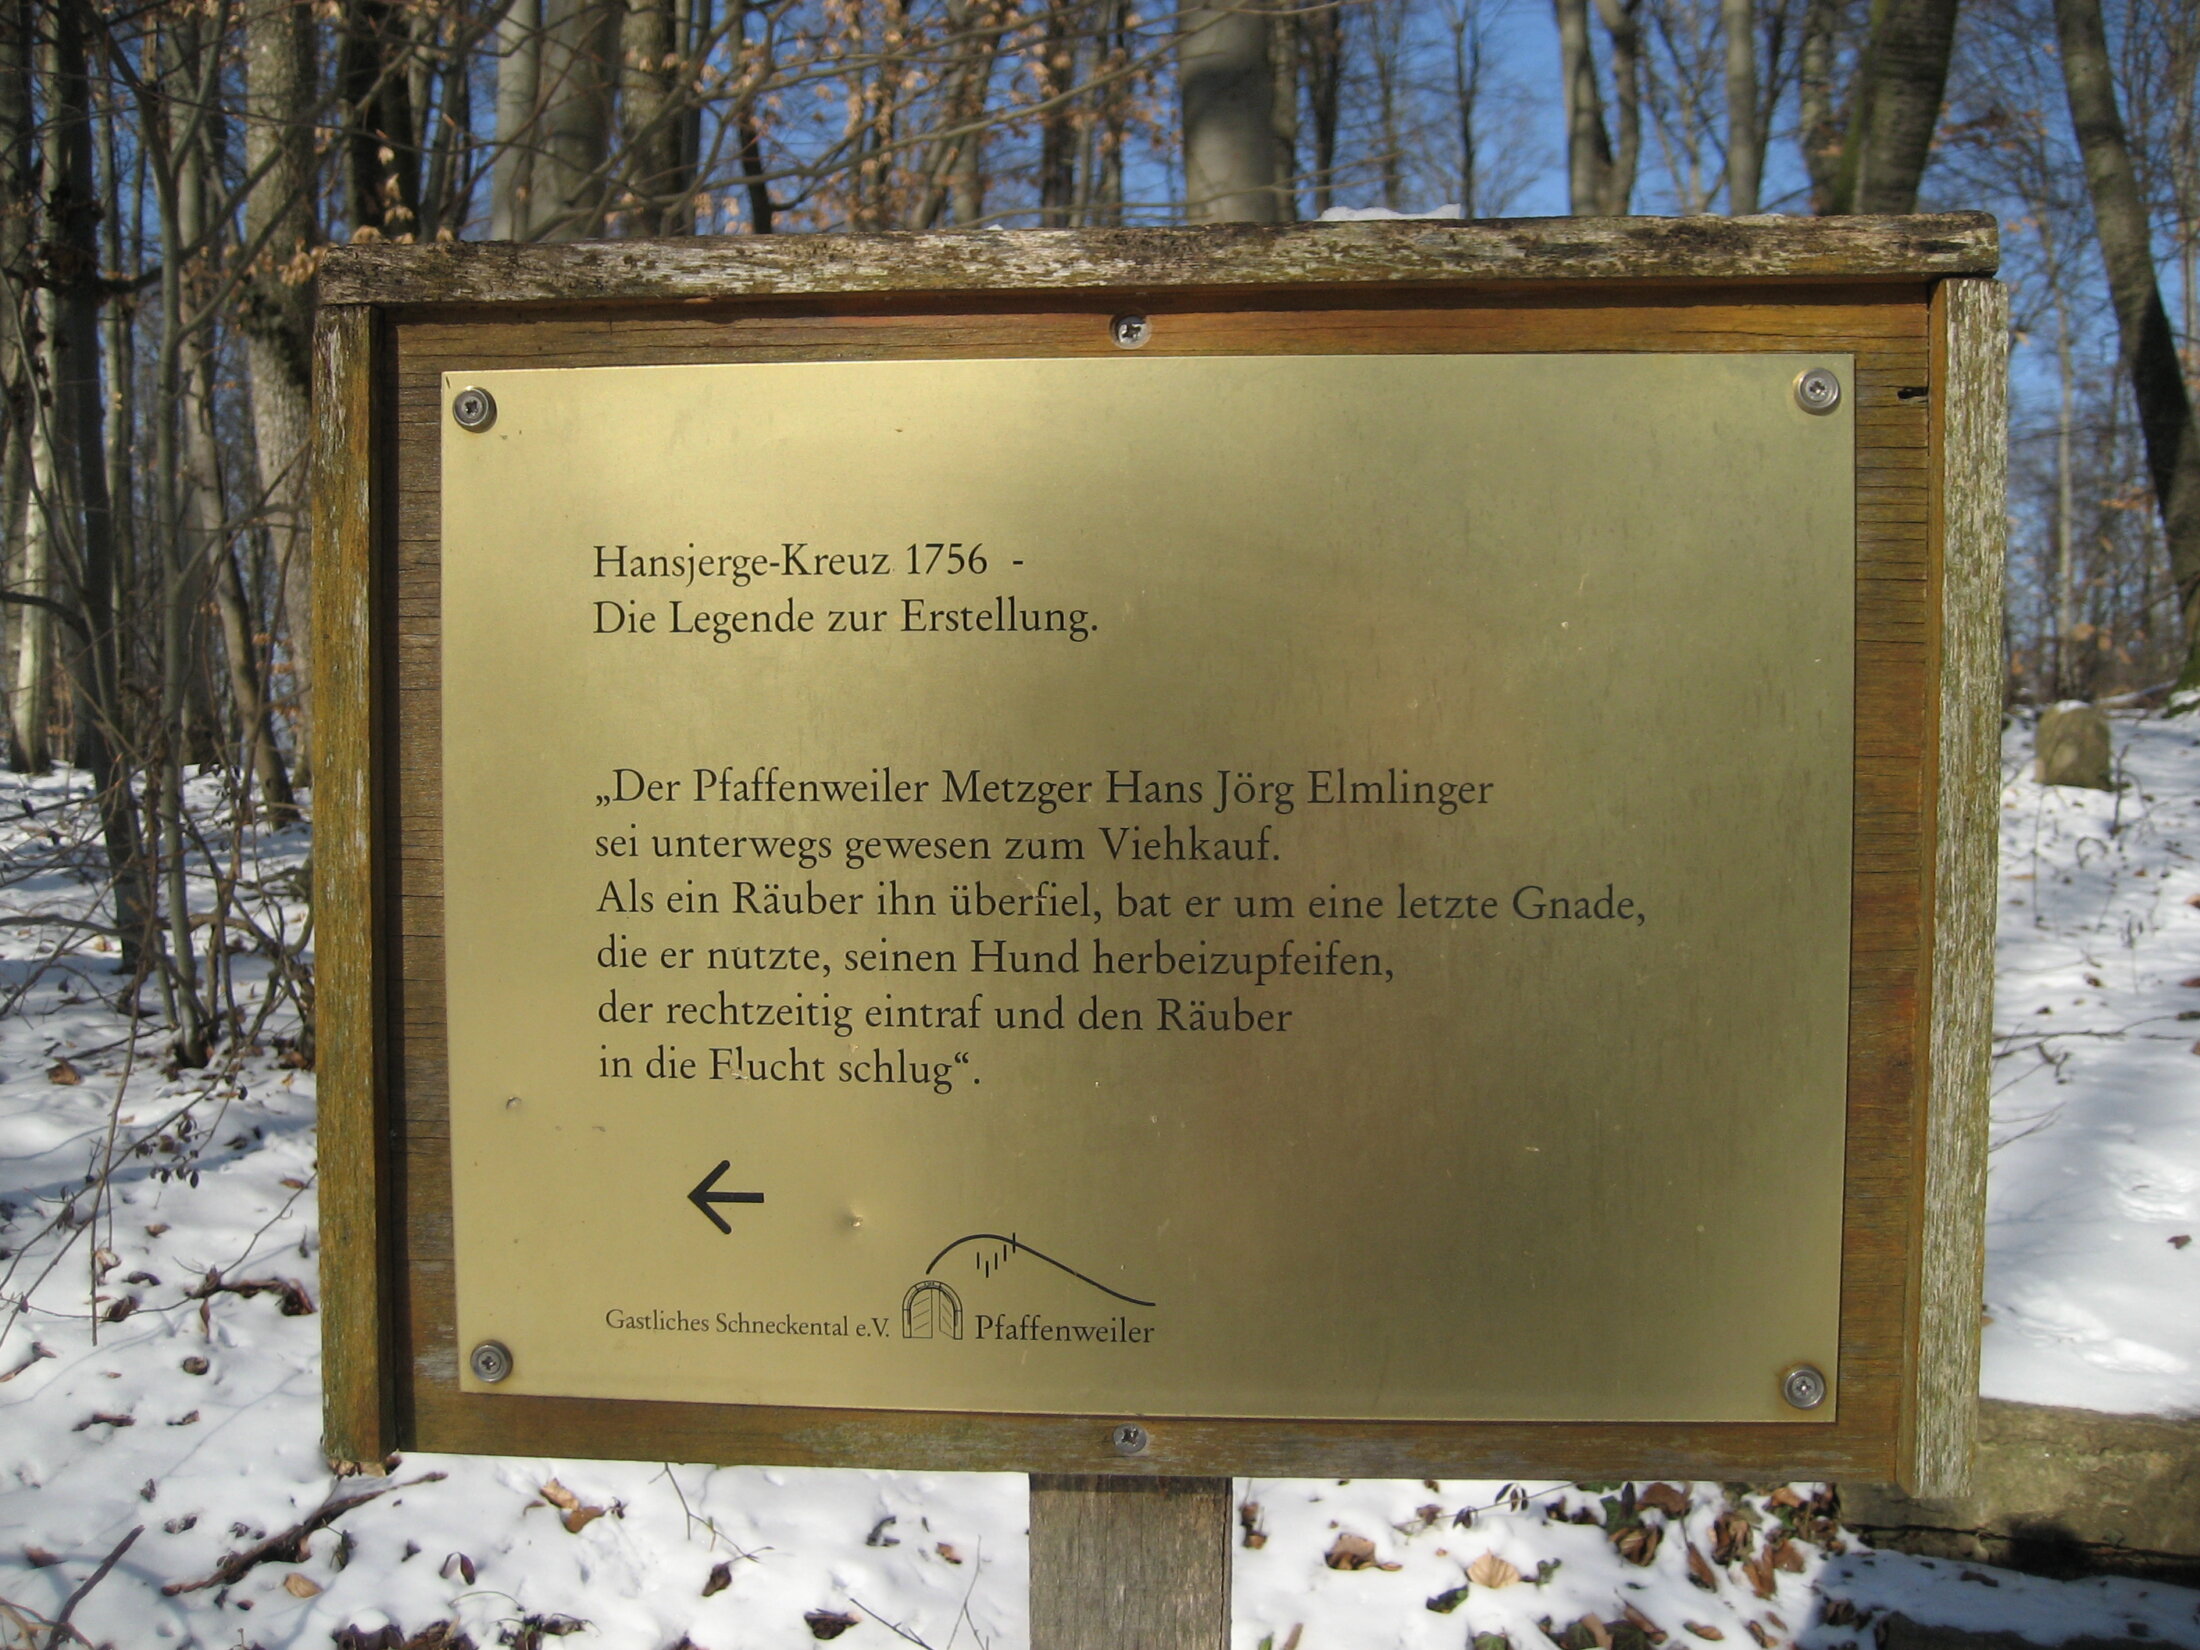 Hansjerge-Kreuz 1756 -
Die Legende zur Erstellung.
„Der Pfaffenweiler Metzger Hans Jörg Elmlinger
sei unterwegs gewesen zum Viehkauf.
Als ein Räuber ihn überfiel, bat er um eine letzte Gnade,
die er nutzte, seinen Hund herbeizupfeifen,
der rechtzeitig eintraf und den Räuber
in die Flucht schlug“.
Gastliches Schneckental e.V. Pfaffenweiler